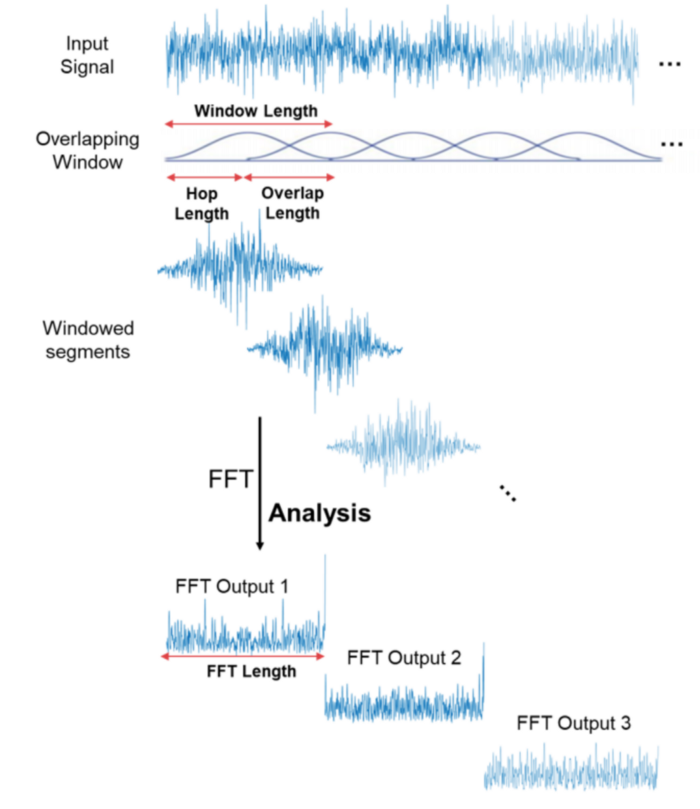 Input
Signal
...
Window Length
Overlapping
Window
...
Hop
Length
Overlap
Length
Windowed
segments
FFT
Analysis
FFT Output 1
FFT Length
FFT Output 2
FFT Output 3